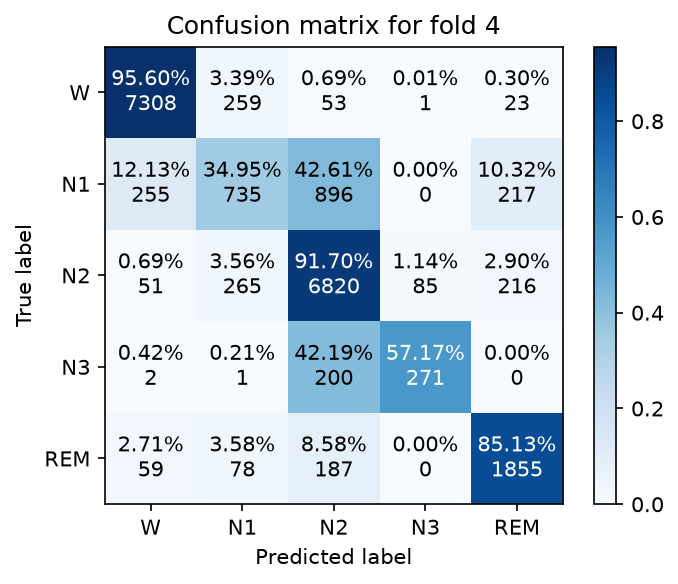 Confusion matrix for fold 4
W 95.60% 3.39% 0.69% 0.01% 0.30%
7308 259 53 1 23
N1 12.13% 34.95% 42.61% 0.00% 10.32%
255 735 896 0 217
N2 0.69% 3.56% 91.70% 1.14% 2.90%
51 265 6820 85 216
N3 0.42% 0.21% 42.19% 57.17% 0.00%
2 1 200 271 0
REM 2.71% 3.58% 8.58% 0.00% 85.13%
59 78 187 0 1855
W N1 N2 N3 REM
Predicted label
True label
0.8
0.6
0.4
0.2
0.0